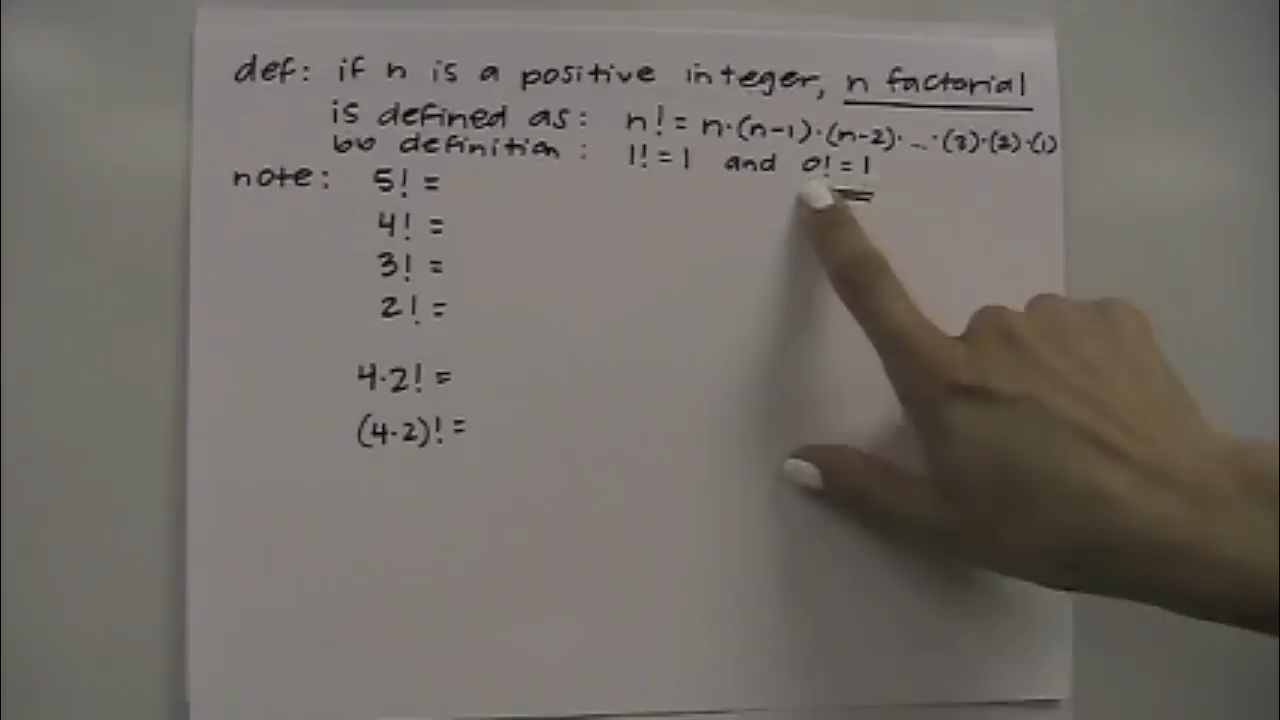 def: if n is a positive integer, n factorial
is defined as: n! = n·(n-1)·(n-2)· ... ·(3)·(2)·(1)
by definition: 1! = 1 and 0! = 1
note: 5! =
4! =
3! =
2! =
4·2! =
(4·2)! =